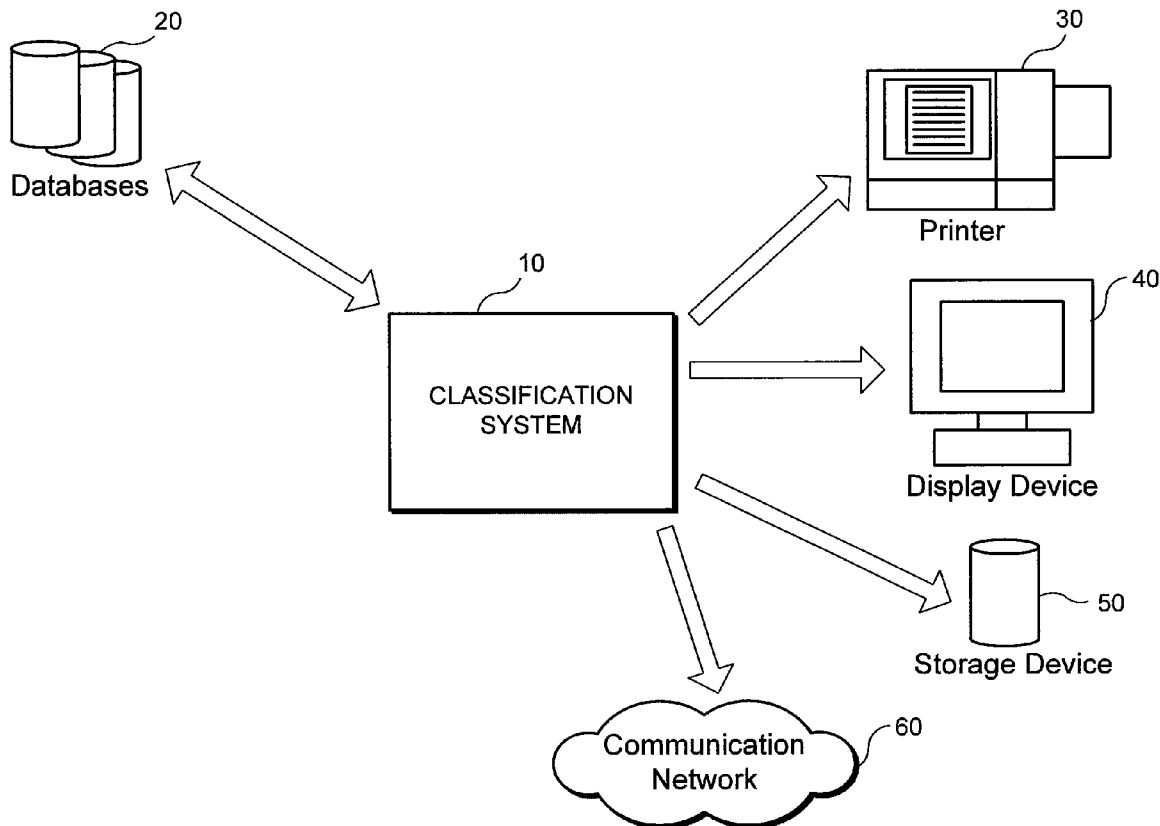 20
Databases
30
Printer
10
CLASSIFICATION
SYSTEM
40
Display Device
50
Storage Device
60
Communication
Network